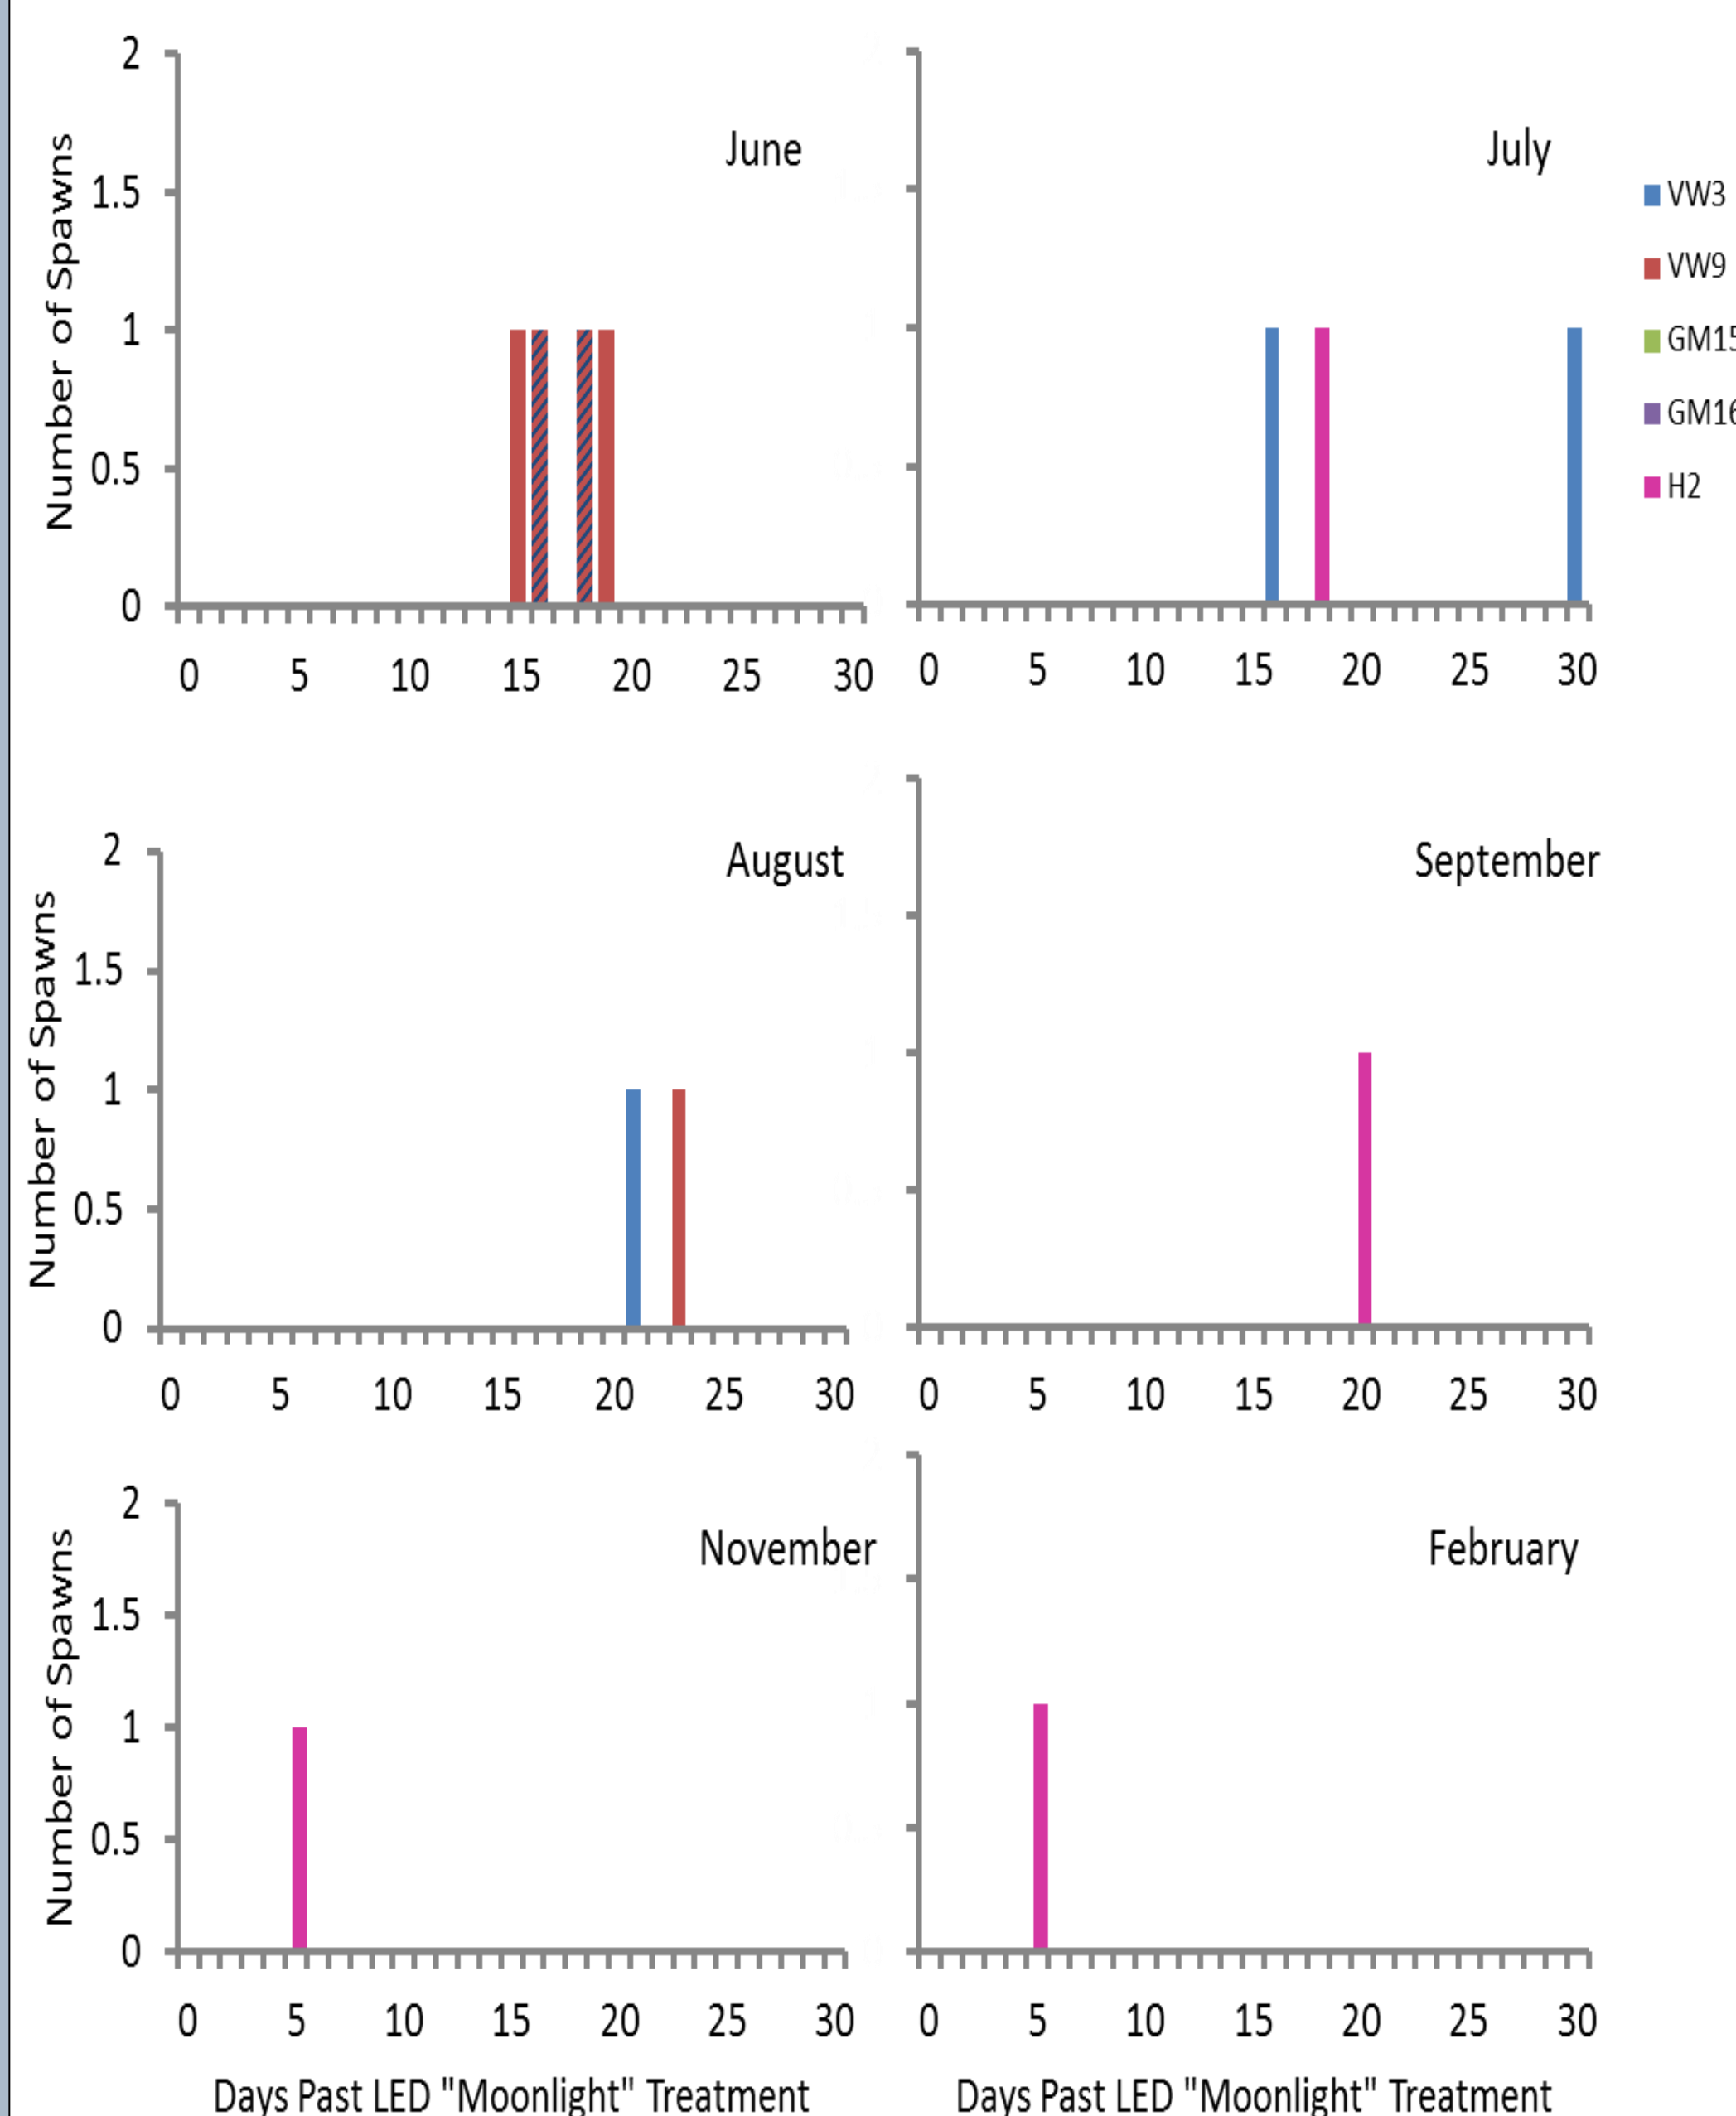 June
Number of Spawns
2
1.5
1
0.5
0
0 5 10 15 20 25 30
July
0 5 10 15 20 25 30
VW3
VW9
GM15
GM16
H2
August
Number of Spawns
2
1.5
1
0.5
0
0 5 10 15 20 25 30
September
0 5 10 15 20 25 30
November
Number of Spawns
2
1.5
1
0.5
0
0 5 10 15 20 25 30
Days Past LED "Moonlight" Treatment
February
0 5 10 15 20 25 30
Days Past LED "Moonlight" Treatment